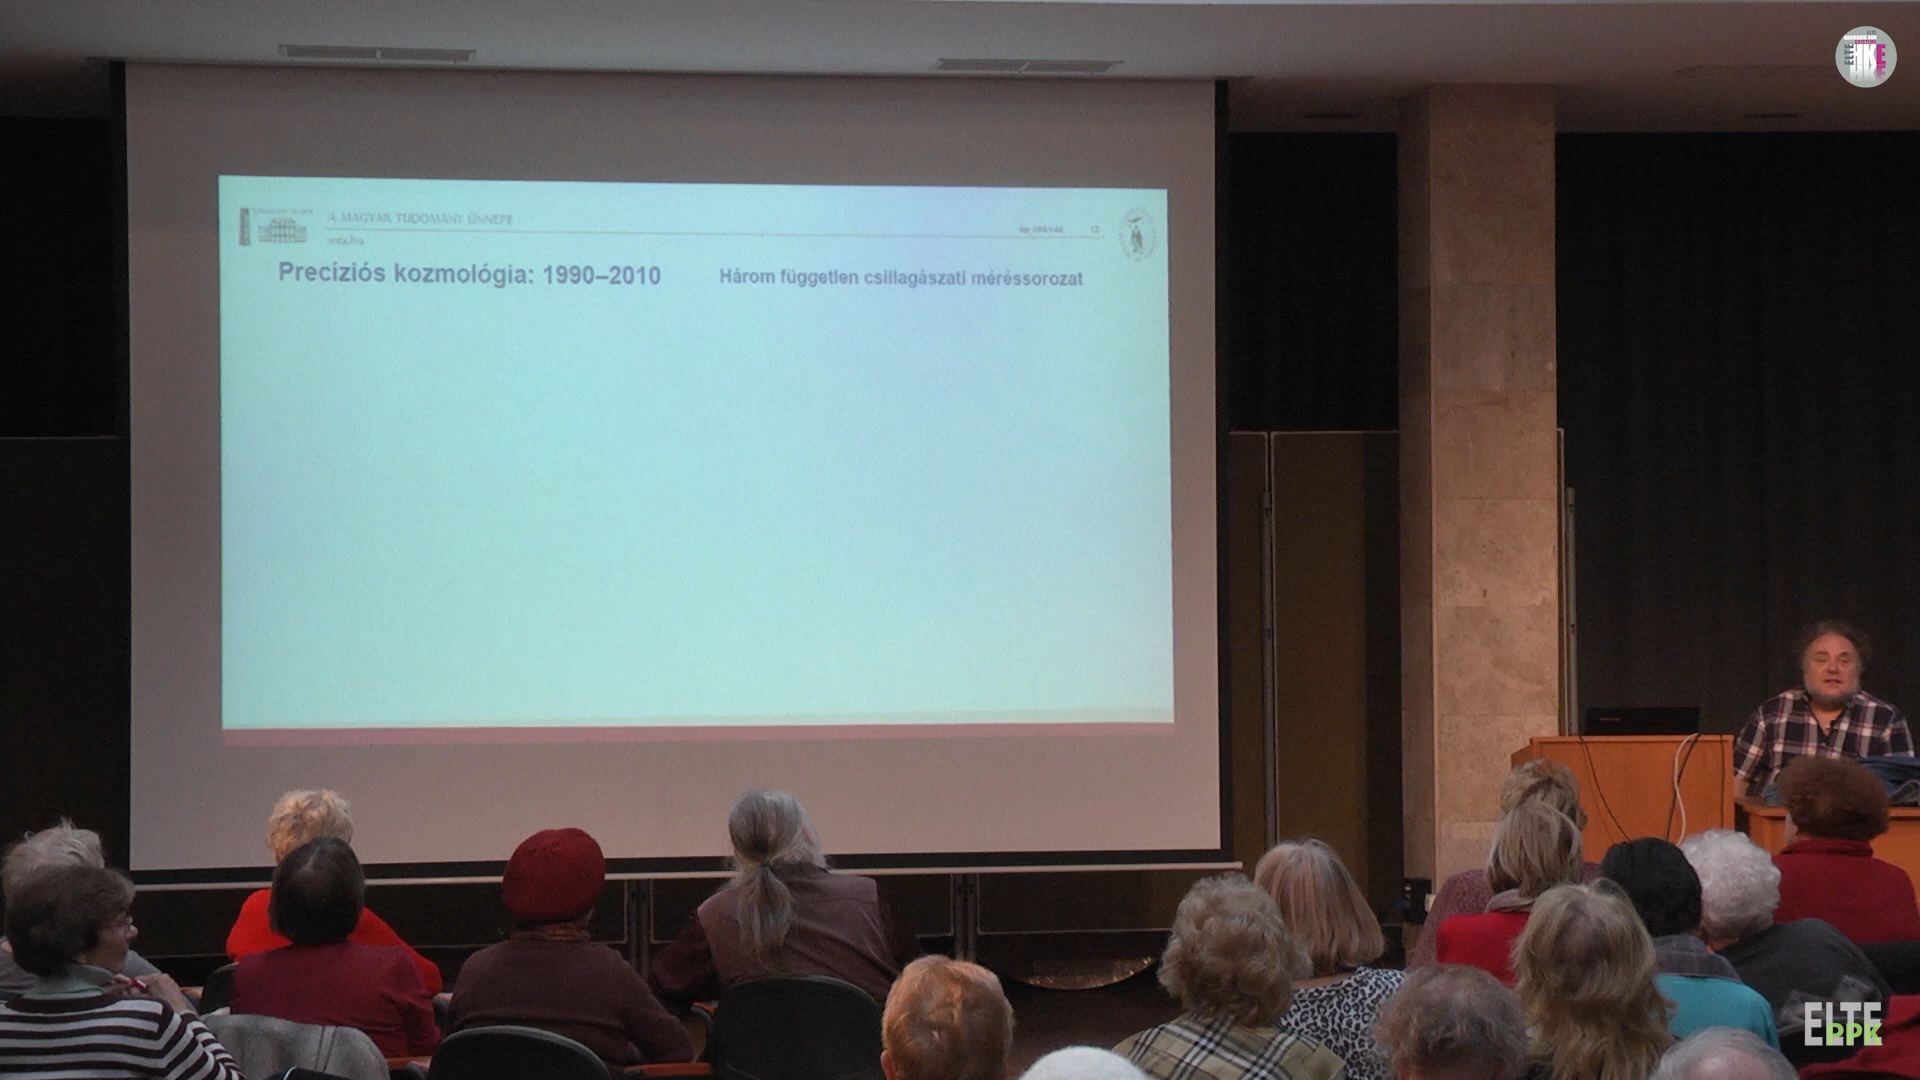 A MAGYAR TUDOMÁNY ÜNNEPE
mta.hu
Precíziós kozmológia: 1990–2010
Három független csillagászati méréssorozat
ELTE
PPK